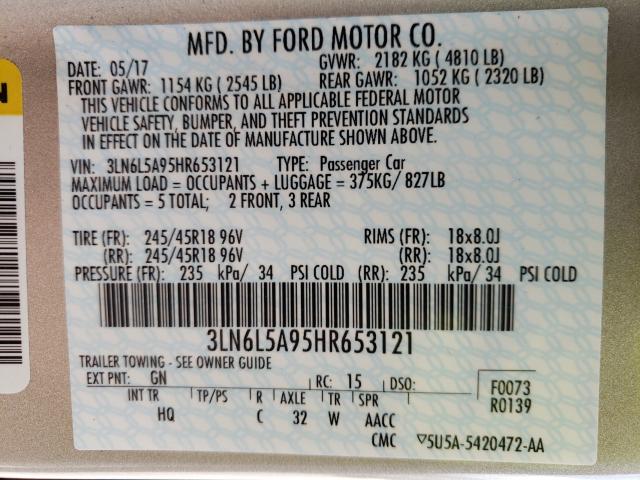 MFD. BY FORD MOTOR CO.
DATE: 05/17 GVWR: 2182 KG ( 4810 LB)
FRONT GAWR: 1154 KG ( 2545 LB) REAR GAWR: 1052 KG ( 2320 LB)
THIS VEHICLE CONFORMS TO ALL APPLICABLE FEDERAL MOTOR
VEHICLE SAFETY, BUMPER, AND THEFT PREVENTION STANDARDS
IN EFFECT ON THE DATE OF MANUFACTURE SHOWN ABOVE.
VIN: 3LN6L5A95HR653121 TYPE: Passenger Car
MAXIMUM LOAD = OCCUPANTS + LUGGAGE = 375KG/ 827LB
OCCUPANTS = 5 TOTAL; 2 FRONT, 3 REAR
TIRE (FR): 245/45R18 96V RIMS (FR): 18x8.0J
(RR): 245/45R18 96V (RR): 18x8.0J
PRESSURE (FR): 235 kPa/ 34 PSI COLD (RR): 235 kPa/ 34 PSI COLD
3LN6L5A95HR653121
TRAILER TOWING - SEE OWNER GUIDE
EXT PNT: GN RC: 15 DSO:
INT TR TP/PS R AXLE TR SPR
HQ C 32 W AACC
CMC
F0073
R0139
▽5U5A-5420472-AA
N